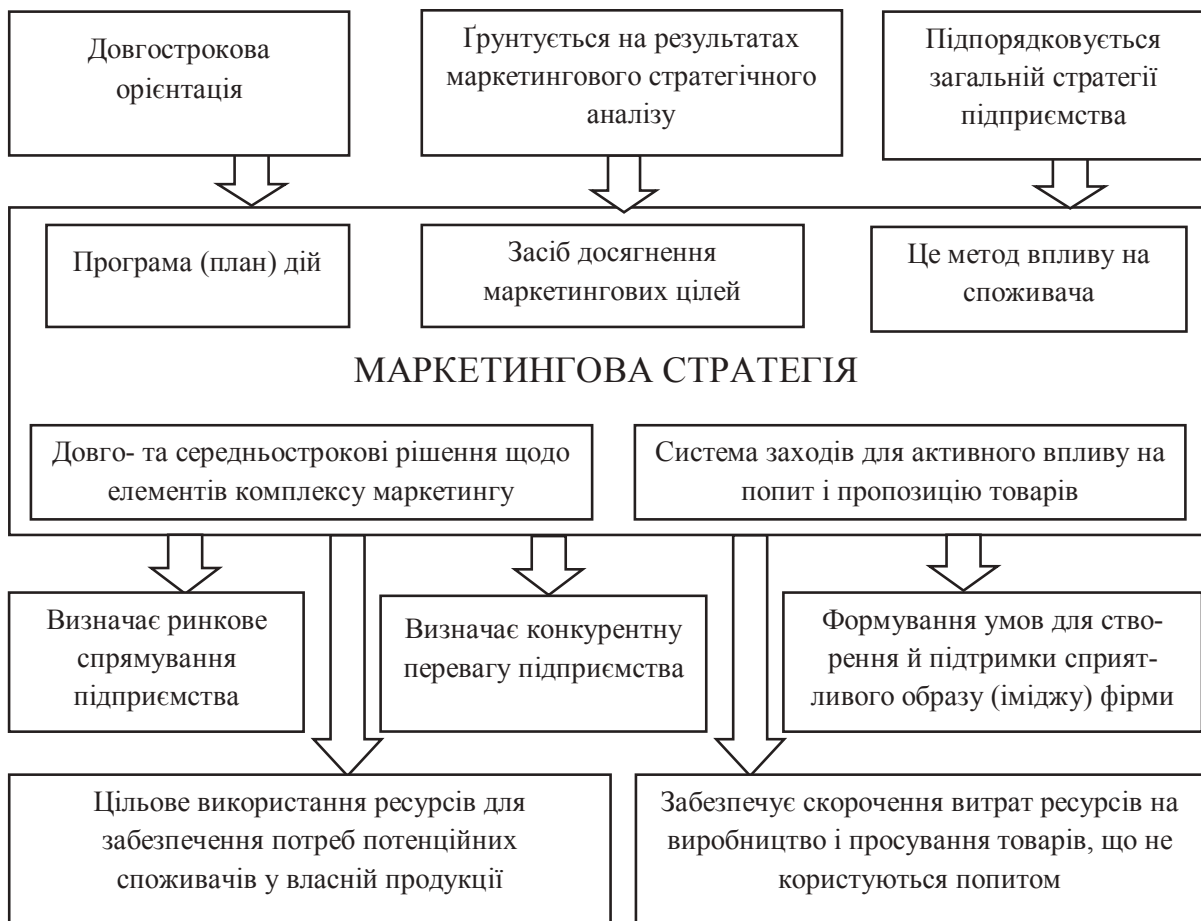 Довгострокова
орієнтація
Ґрунтується на результатах
маркетингового стратегічного
аналізу
Підпорядковується
загальній стратегії
підприємства
Програма (план) дій
Засіб досягнення
маркетингових цілей
Це метод впливу на
споживача
МАРКЕТИНГОВА СТРАТЕГІЯ
Довго- та середньострокові рішення щодо
елементів комплексу маркетингу
Система заходів для активного впливу на
попит і пропозицію товарів
Визначає ринкове
спрямування
підприємства
Визначає конкурентну
перевагу підприємства
Формування умов для ство-
рення й підтримки сприят-
ливого образу (іміджу) фірми
Цільове використання ресурсів для
забезпечення потреб потенційних
споживачів у власній продукції
Забезпечує скорочення витрат ресурсів на
виробництво і просування товарів, що не
користуються попитом